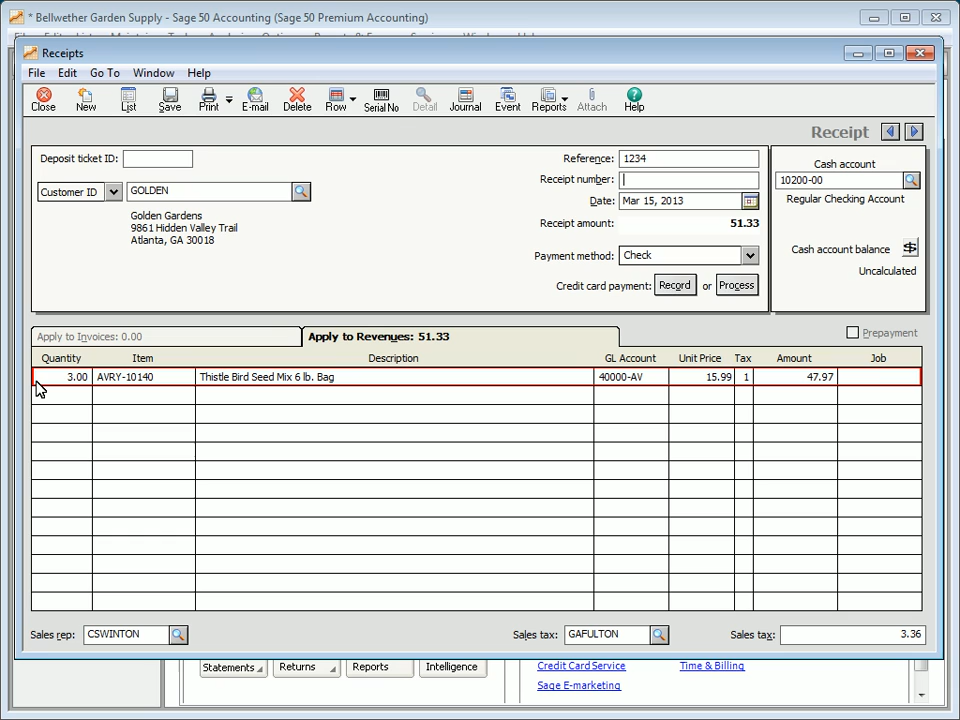 * Bellwether Garden Supply - Sage 50 Accounting (Sage 50 Premium Accounting)
Receipts
File Edit Go To Window Help
Close New List Save Print E-mail Delete Row Serial No Detail Journal Event Reports Attach Help
Receipt
Deposit ticket ID:
Reference: 1234
Cash account
Customer ID GOLDEN
Receipt number:
10200-00
Golden Gardens
9861 Hidden Valley Trail
Atlanta, GA 30018
Date: Mar 15, 2013
Regular Checking Account
Receipt amount: 51.33
Payment method: Check
Cash account balance
Uncalculated
Credit card payment: Record or Process
Apply to Invoices: 0.00 Apply to Revenues: 51.33 Prepayment
Quantity Item Description GL Account Unit Price Tax Amount Job
3.00 AVRY-10140 Thistle Bird Seed Mix 6 lb. Bag 40000-AV 15.99 1 47.97
Sales rep: CSWINTON Sales tax: GAFULTON Sales tax: 3.36
Statements Returns Reports Intelligence Credit Card Service Time & Billing
Sage E-marketing